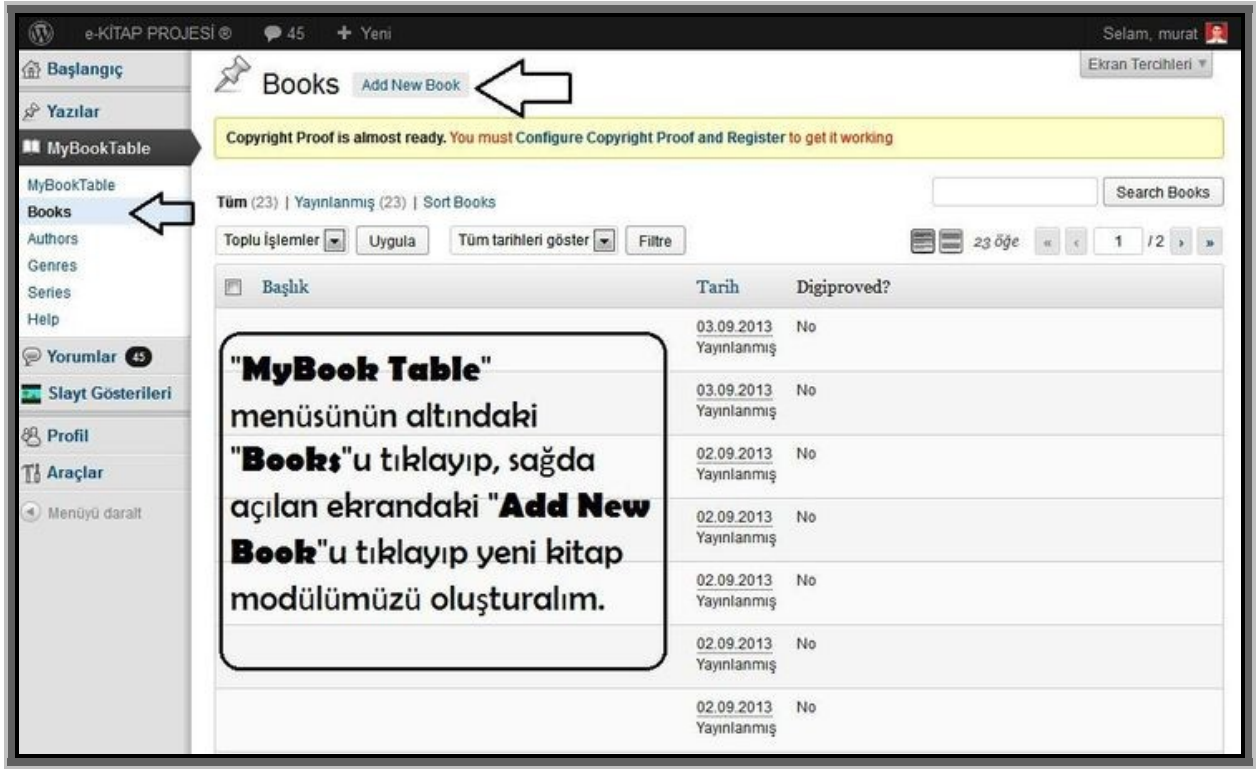 e-KİTAP PROJESİ ® 45 + Yeni Selam, murat
Ekran Tercihleri
Başlangıç
Yazılar
MyBookTable
MyBookTable
Books
Authors
Genres
Series
Help
Yorumlar 45
Slayt Gösterileri
Profil
Araçlar
Menüyü daralt
Books Add New Book
Copyright Proof is almost ready. You must Configure Copyright Proof and Register to get it working
Search Books
Tüm (23) | Yayınlanmış (23) | Sort Books
Toplu İşlemler Uygula Tüm tarihleri göster Filtre 23 öğe « ‹ 1 / 2 › »
Başlık Tarih Digiproved?
"MyBook Table"
menüsünün altındaki
"Books"u tıklayıp, sağda
açılan ekrandaki "Add New
Book"u tıklayıp yeni kitap
modülümüzü oluşturalım.
03.09.2013 No
Yayınlanmış
03.09.2013 No
Yayınlanmış
02.09.2013 No
Yayınlanmış
02.09.2013 No
Yayınlanmış
02.09.2013 No
Yayınlanmış
02.09.2013 No
Yayınlanmış
02.09.2013 No
Yayınlanmış